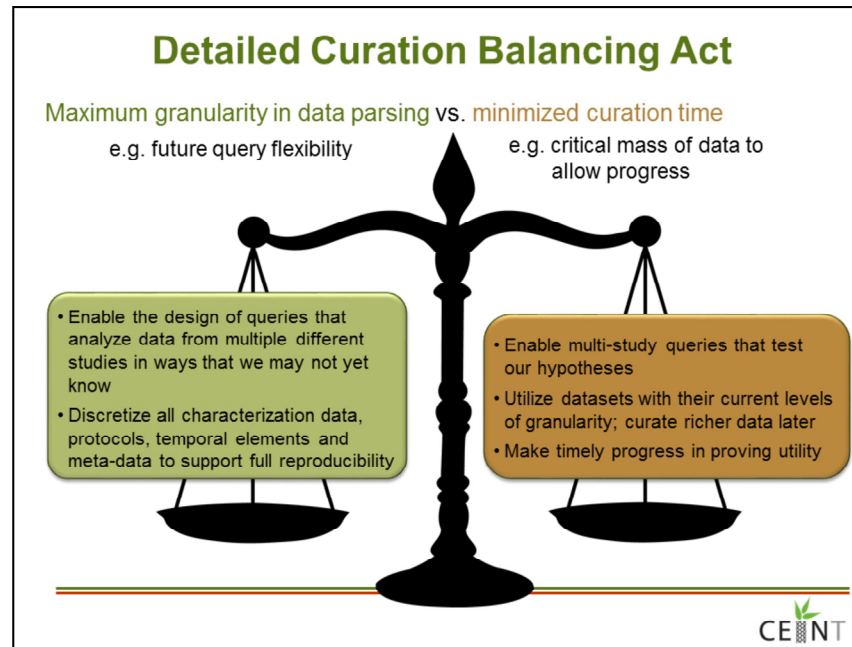 Detailed Curation Balancing Act
Maximum granularity in data parsing vs. minimized curation time
e.g. future query flexibility
e.g. critical mass of data to
allow progress
• Enable the design of queries that
analyze data from multiple different
studies in ways that we may not yet
know
• Discretize all characterization data,
protocols, temporal elements and
meta-data to support full reproducibility
• Enable multi-study queries that test
our hypotheses
• Utilize datasets with their current levels
of granularity; curate richer data later
• Make timely progress in proving utility
CEINT